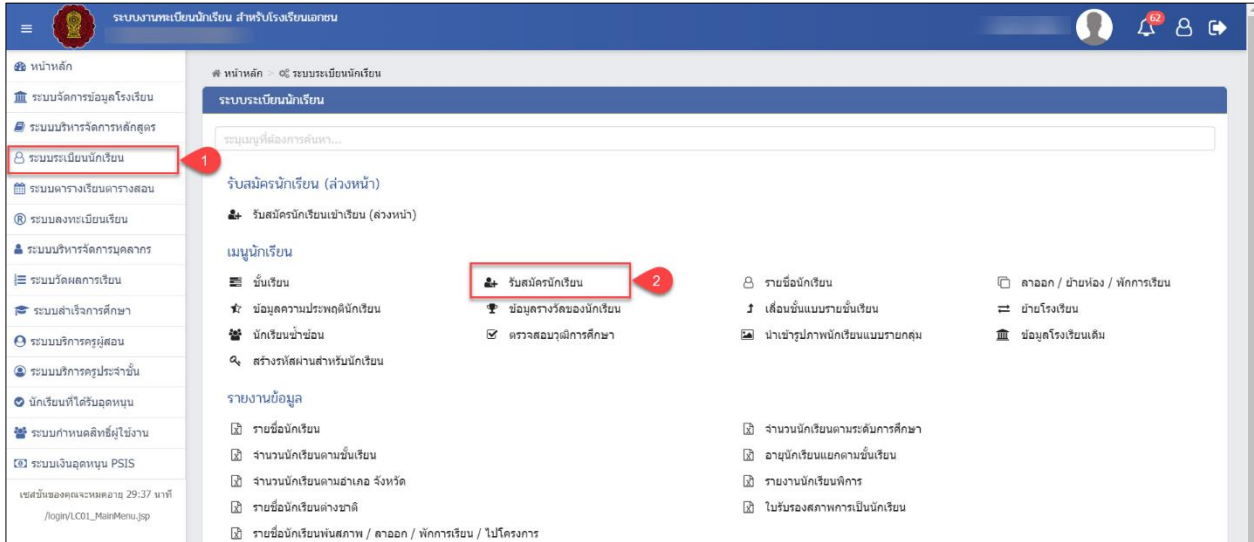 ระบบงานทะเบียนนักเรียน สำหรับโรงเรียนเอกชน
62
หน้าหลัก
ระบบจัดการข้อมูลโรงเรียน
ระบบบริหารจัดการหลักสูตร
ระบบระเบียนนักเรียน
1
ระบบตารางเรียนตารางสอน
ระบบลงทะเบียนเรียน
ระบบบริหารจัดการบุคลากร
ระบบวัดผลการเรียน
ระบบสำเร็จการศึกษา
ระบบบริการครูผู้สอน
ระบบบริการครูประจำชั้น
นักเรียนที่ได้รับอุดหนุน
ระบบกำหนดสิทธิ์ผู้ใช้งาน
ระบบเงินอุดหนุน PSIS
เซสชั่นของคุณจะหมดอายุ 29:37 นาที
/login/LC01_MainMenu.jsp
หน้าหลัก > ระบบระเบียนนักเรียน
ระบบระเบียนนักเรียน
ระบุเมนูที่ต้องการค้นหา...
รับสมัครนักเรียน (ล่วงหน้า)
รับสมัครนักเรียนเข้าเรียน (ล่วงหน้า)
เมนูนักเรียน
ชั้นเรียน รับสมัครนักเรียน 2 รายชื่อนักเรียน ลาออก / ย้ายห้อง / พักการเรียน
ข้อมูลความประพฤตินักเรียน ข้อมูลรางวัลของนักเรียน เลื่อนชั้นแบบรายชั้นเรียน ย้ายโรงเรียน
นักเรียนซ้ำซ้อน ตรวจสอบวุฒิการศึกษา นำเข้ารูปภาพนักเรียนแบบรายกลุ่ม ข้อมูลโรงเรียนเดิม
สร้างรหัสผ่านสำหรับนักเรียน
รายงานข้อมูล
รายชื่อนักเรียน จำนวนนักเรียนตามระดับการศึกษา
จำนวนนักเรียนตามชั้นเรียน อายุนักเรียนแยกตามชั้นเรียน
จำนวนนักเรียนตามอำเภอ จังหวัด รายงานนักเรียนพิการ
รายชื่อนักเรียนต่างชาติ ใบรับรองสภาพการเป็นนักเรียน
รายชื่อนักเรียนพ้นสภาพ / ลาออก / พักการเรียน / ไปโครงการ